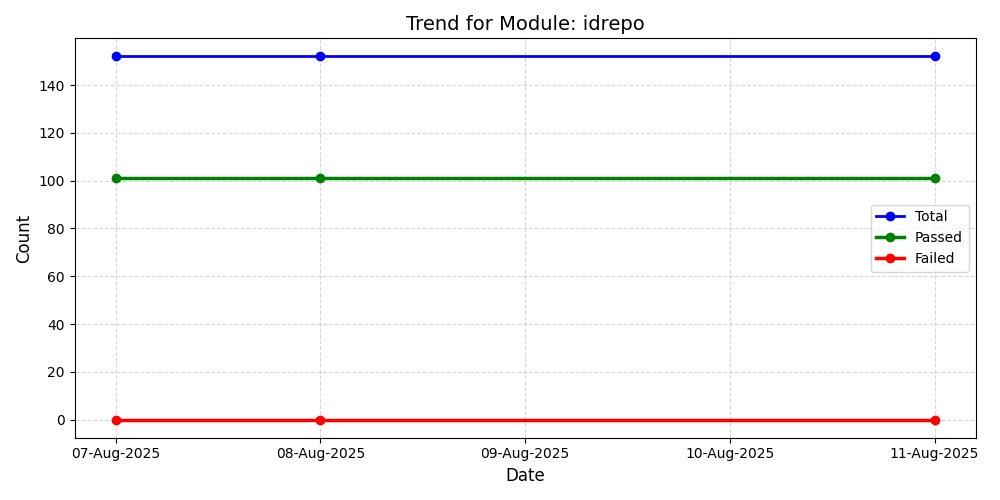 Trend for Module: idrepo
Count
140
120
100
80
60
40
20
0
Total
Passed
Failed
07-Aug-2025
08-Aug-2025
09-Aug-2025
10-Aug-2025
11-Aug-2025
Date